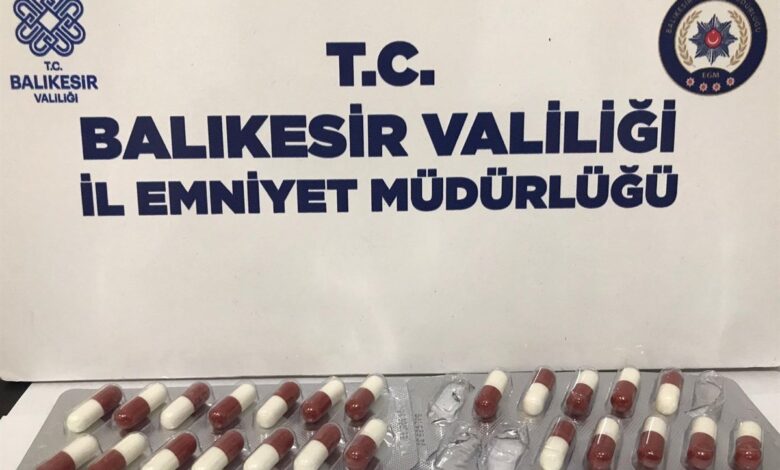 T.C.
BALIKESİR
VALİLİĞİ
T.C.
BALIKESİR VALİLİĞİ
İL EMNİYET MÜDÜRLÜĞÜ
EGM